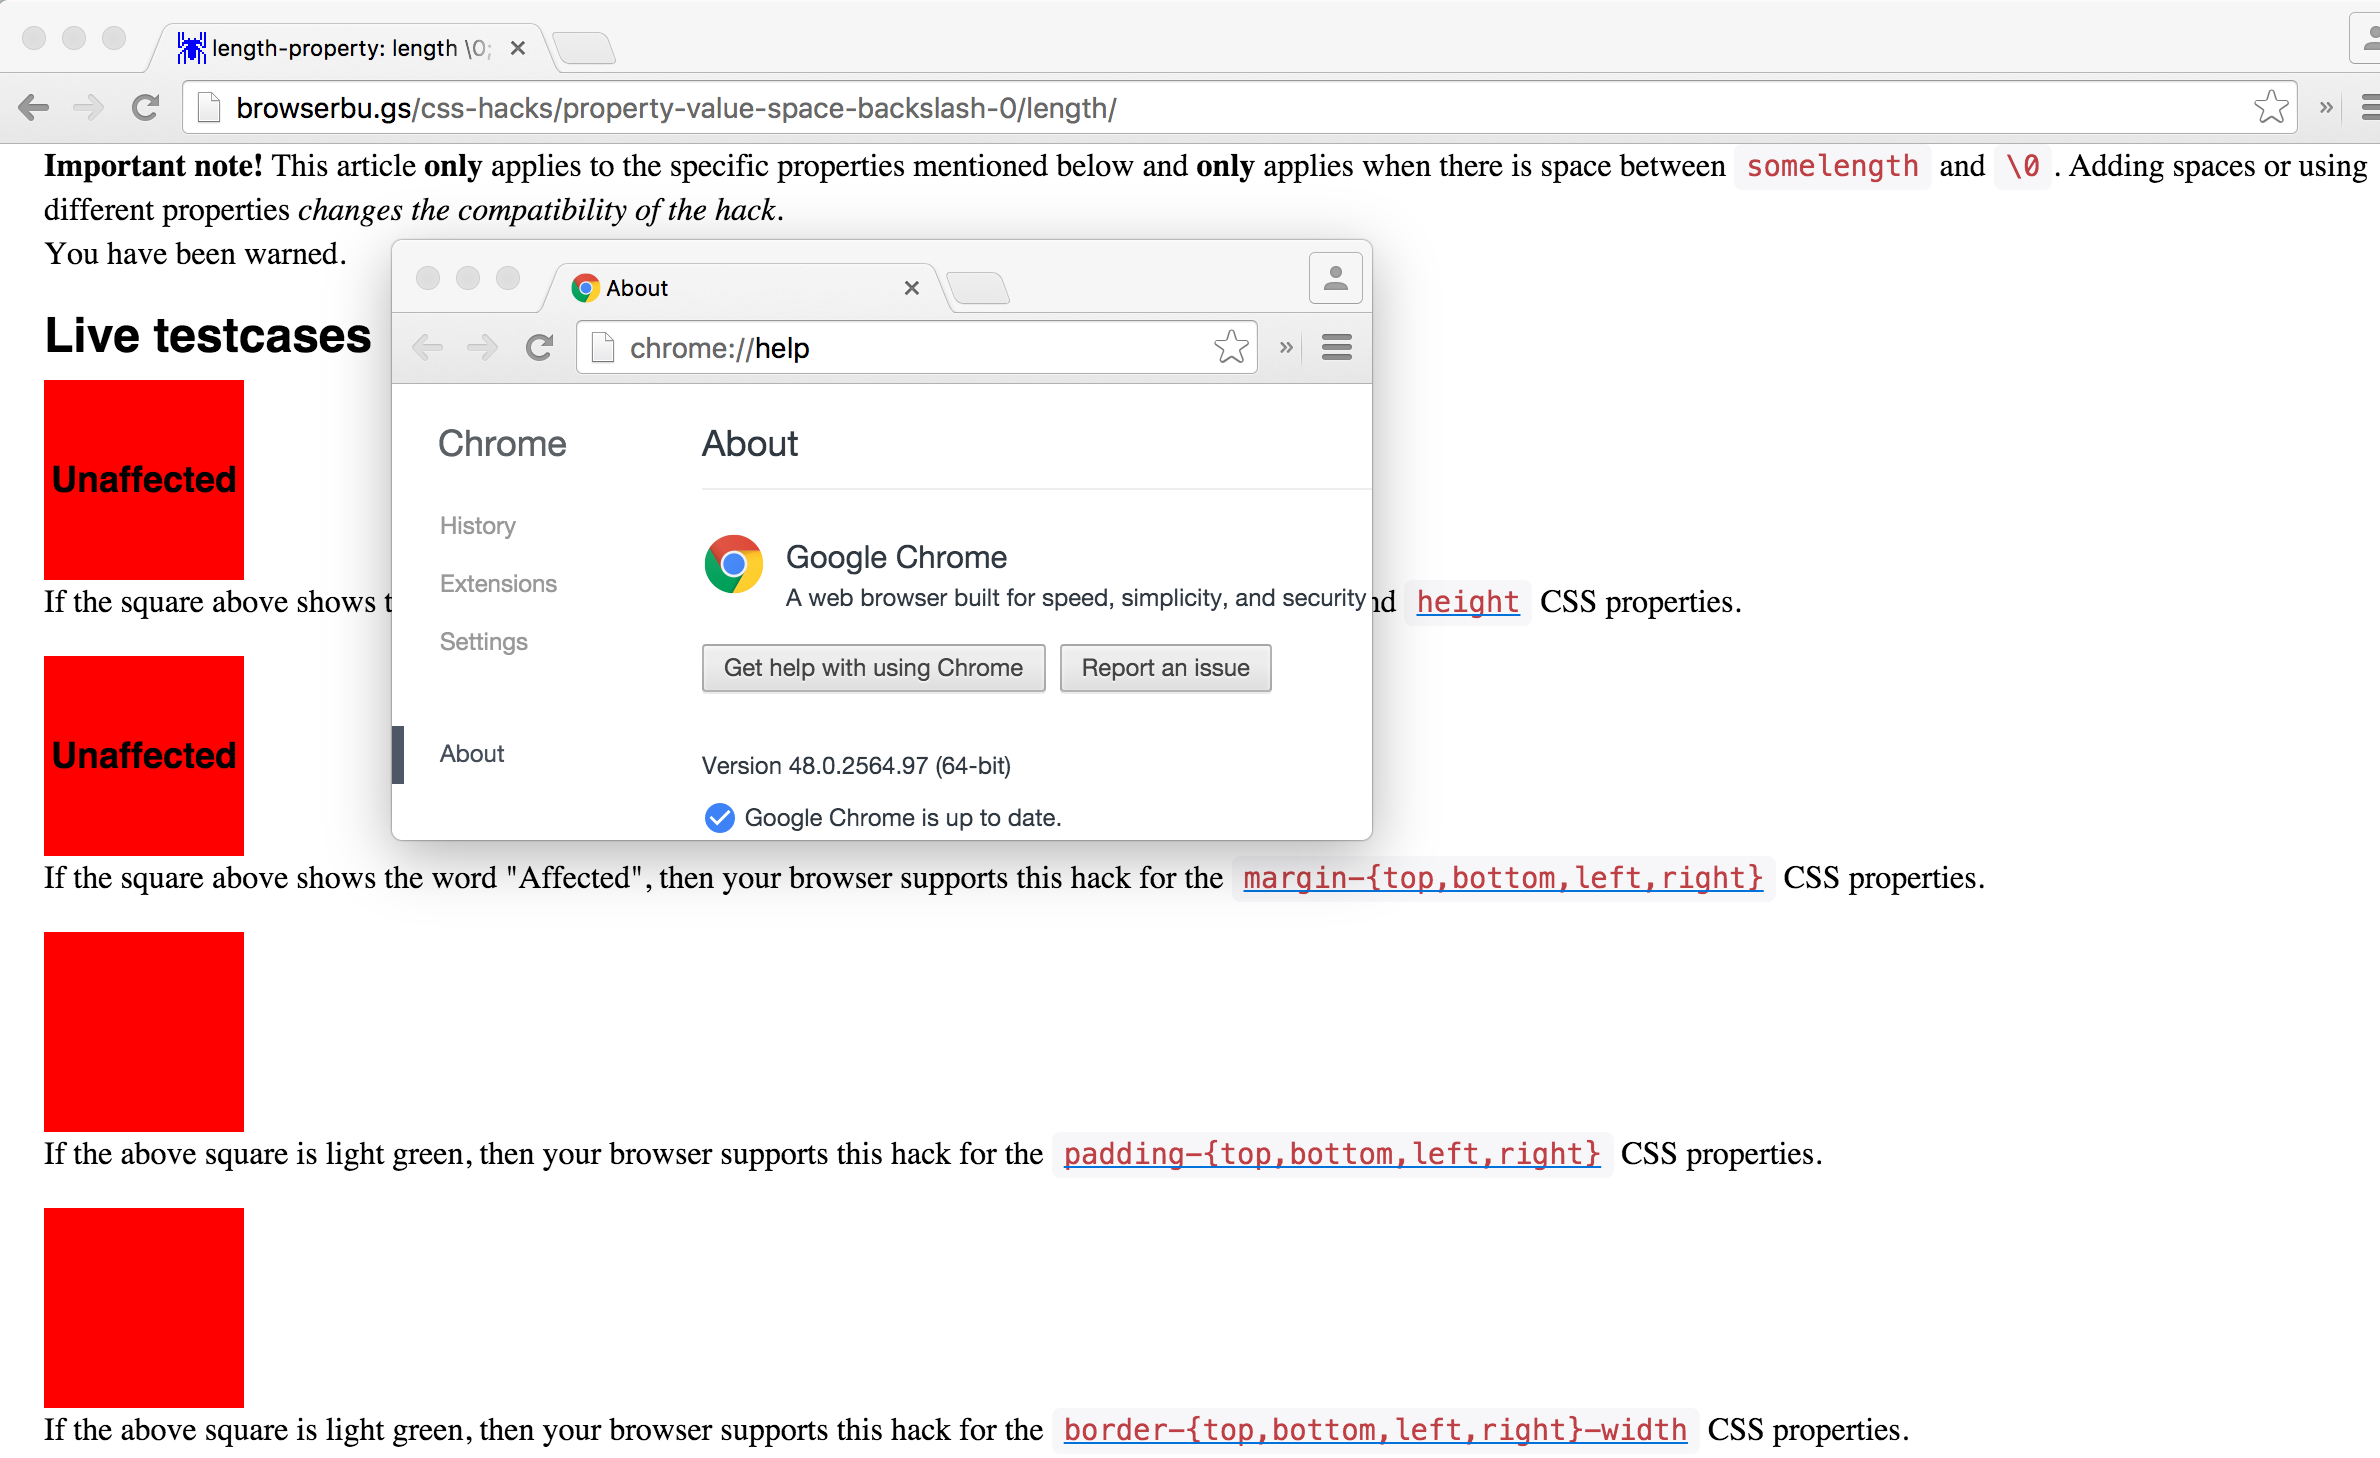 length-property: length \0;
browserbu.gs/css-hacks/property-value-space-backslash-0/length/
Important note! This article only applies to the specific properties mentioned below and only applies when there is space between somelength and \0 . Adding spaces or using
different properties changes the compatibility of the hack.
You have been warned.
Live testcases
Unaffected
If the square above shows
height CSS properties.
Unaffected
If the square above shows the word "Affected", then your browser supports this hack for the margin-{top,bottom,left,right} CSS properties.
If the above square is light green, then your browser supports this hack for the padding-{top,bottom,left,right} CSS properties.
If the above square is light green, then your browser supports this hack for the border-{top,bottom,left,right}-width CSS properties.
About
chrome://help
Chrome
History
Extensions
Settings
About
About
Google Chrome
A web browser built for speed, simplicity, and security
Get help with using Chrome
Report an issue
Version 48.0.2564.97 (64-bit)
Google Chrome is up to date.